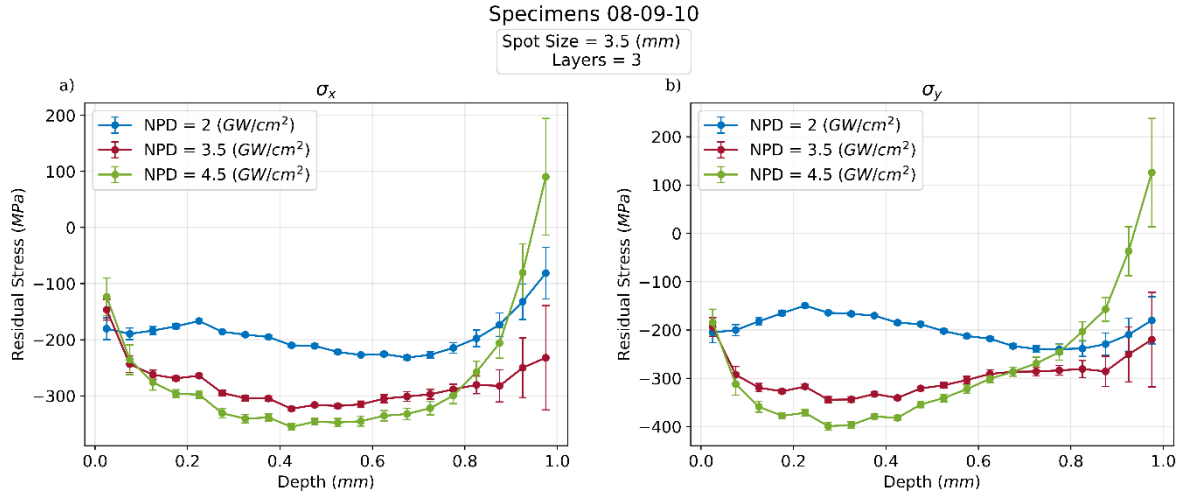 Specimens 08-09-10
Spot Size = 3.5 (mm)
Layers = 3
a)
σx
200
100
0
−100
−200
−300
Residual Stress (MPa)
NPD = 2 (GW/cm²)
NPD = 3.5 (GW/cm²)
NPD = 4.5 (GW/cm²)
0.0 0.2 0.4 0.6 0.8 1.0
Depth (mm)
b)
σy
200
100
0
−100
−200
−300
−400
Residual Stress (MPa)
NPD = 2 (GW/cm²)
NPD = 3.5 (GW/cm²)
NPD = 4.5 (GW/cm²)
0.0 0.2 0.4 0.6 0.8 1.0
Depth (mm)